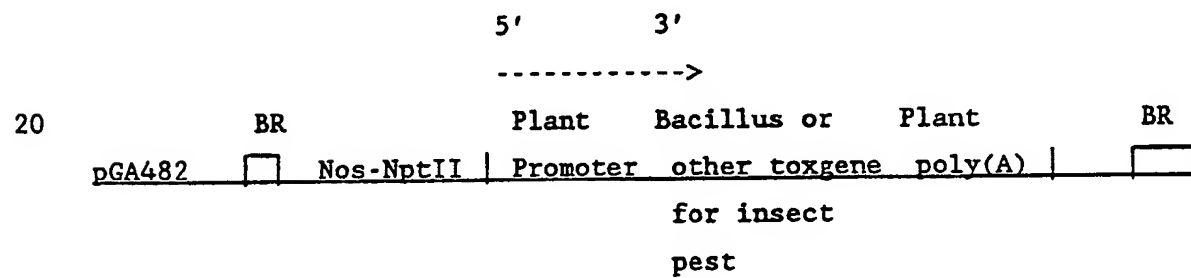 5' 3'
------------>
20 BR Plant Bacillus or Plant BR
pGA482 Nos-NptII Promoter other toxgene poly(A)
for insect
pest